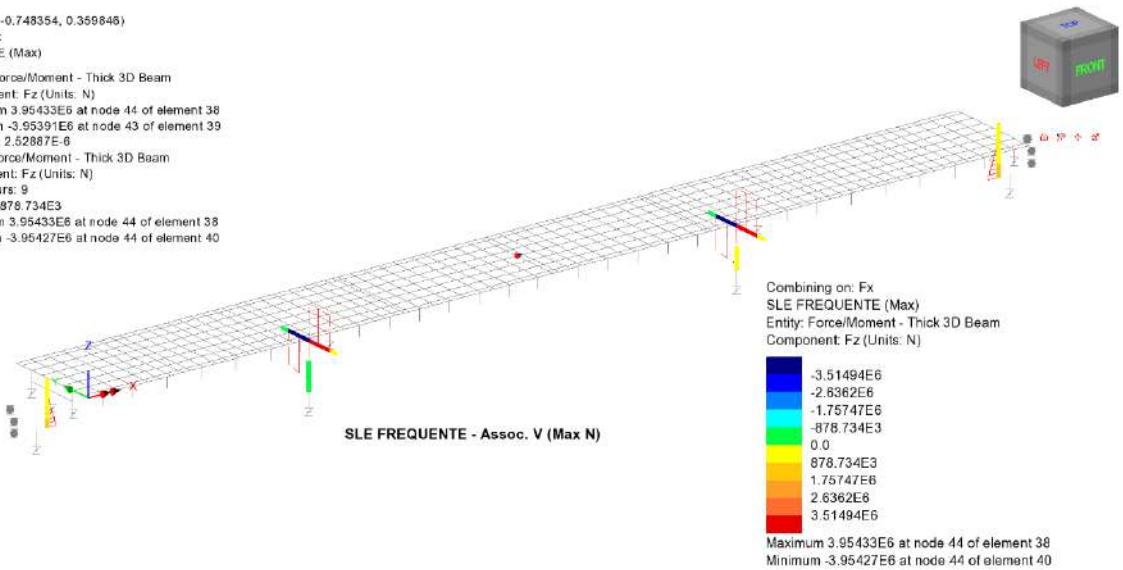 -0.748354, 0.359846)
E (Max)
orce/Moment - Thick 3D Beam
ent: Fz (Units: N)
m 3.95433E6 at node 44 of element 38
n -3.95391E6 at node 43 of element 39
2.52887E-6
orce/Moment - Thick 3D Beam
ent: Fz (Units: N)
urs: 9
878.734E3
m 3.95433E6 at node 44 of element 38
n -3.95427E6 at node 44 of element 40
TOP
LEFT
FRONT
Z
Z
Z
Z
Z
X
Z
Z
Z
Z
SLE FREQUENTE - Assoc. V (Max N)
Combining on: Fx
SLE FREQUENTE (Max)
Entity: Force/Moment - Thick 3D Beam
Component: Fz (Units: N)
-3.51494E6
-2.6362E6
-1.75747E6
-878.734E3
0.0
878.734E3
1.75747E6
2.6362E6
3.51494E6
Maximum 3.95433E6 at node 44 of element 38
Minimum -3.95427E6 at node 44 of element 40